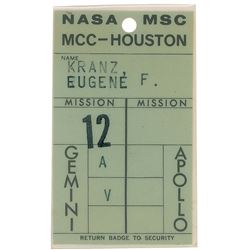 NASA MSC
MCC-HOUSTON
NAME
KRANZ,
EUGENE F.
MISSION MISSION
12
GEMINI A APOLLO
V
RETURN BADGE TO SECURITY